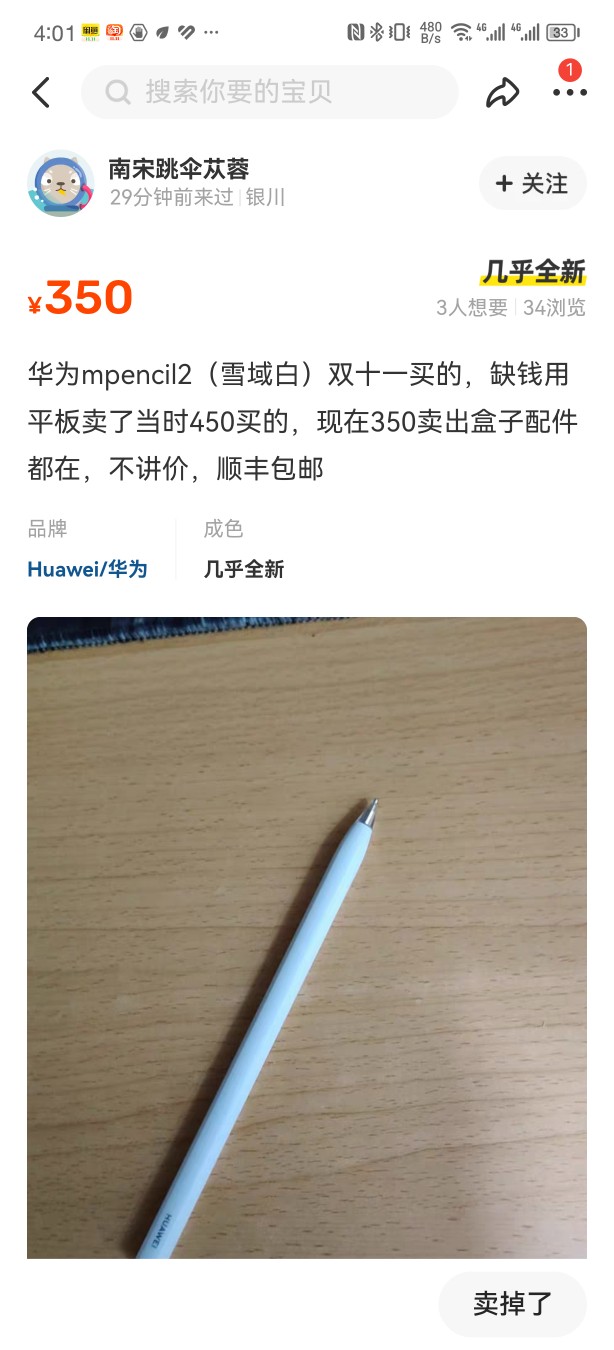 4:01
480
B/s
4G
4G
33
搜索你要的宝贝
1
南宋跳伞苁蓉
29分钟前来过
银川
+ 关注
¥350
几乎全新
3人想要
34浏览
华为mpencil2（雪域白）双十一买的，缺钱用
平板卖了当时450买的，现在350卖出盒子配件
都在，不讲价，顺丰包邮
品牌
成色
Huawei/华为
几乎全新
HUAWEI
卖掉了